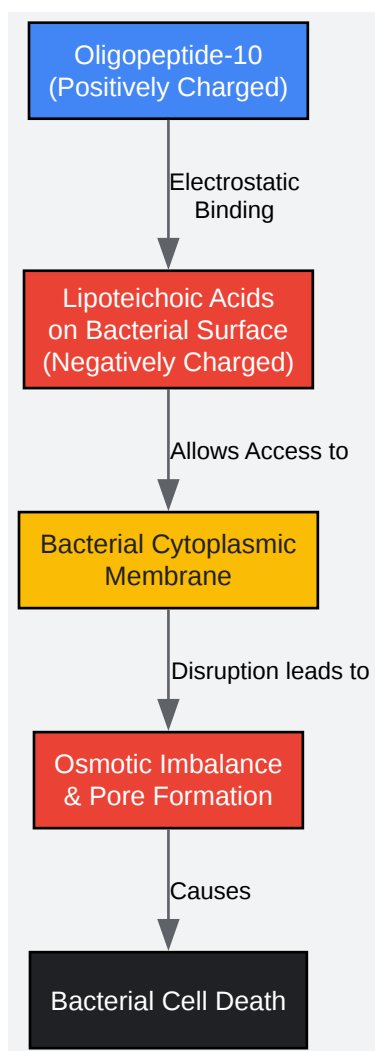 Oligopeptide-10
(Positively Charged)
Electrostatic
Binding
Lipoteichoic Acids
on Bacterial Surface
(Negatively Charged)
Allows Access to
Bacterial Cytoplasmic
Membrane
Disruption leads to
Osmotic Imbalance
& Pore Formation
Causes
Bacterial Cell Death